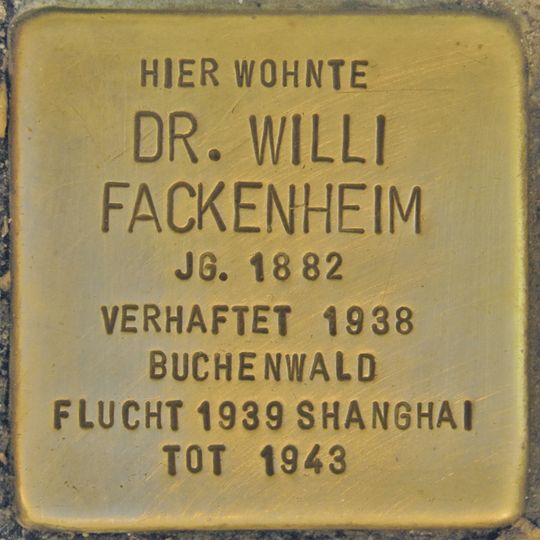 HIER WOHNTE
DR. WILLI
FACKENHEIM
JG. 1882
VERHAFTET 1938
BUCHENWALD
FLUCHT 1939 SHANGHAI
TOT 1943